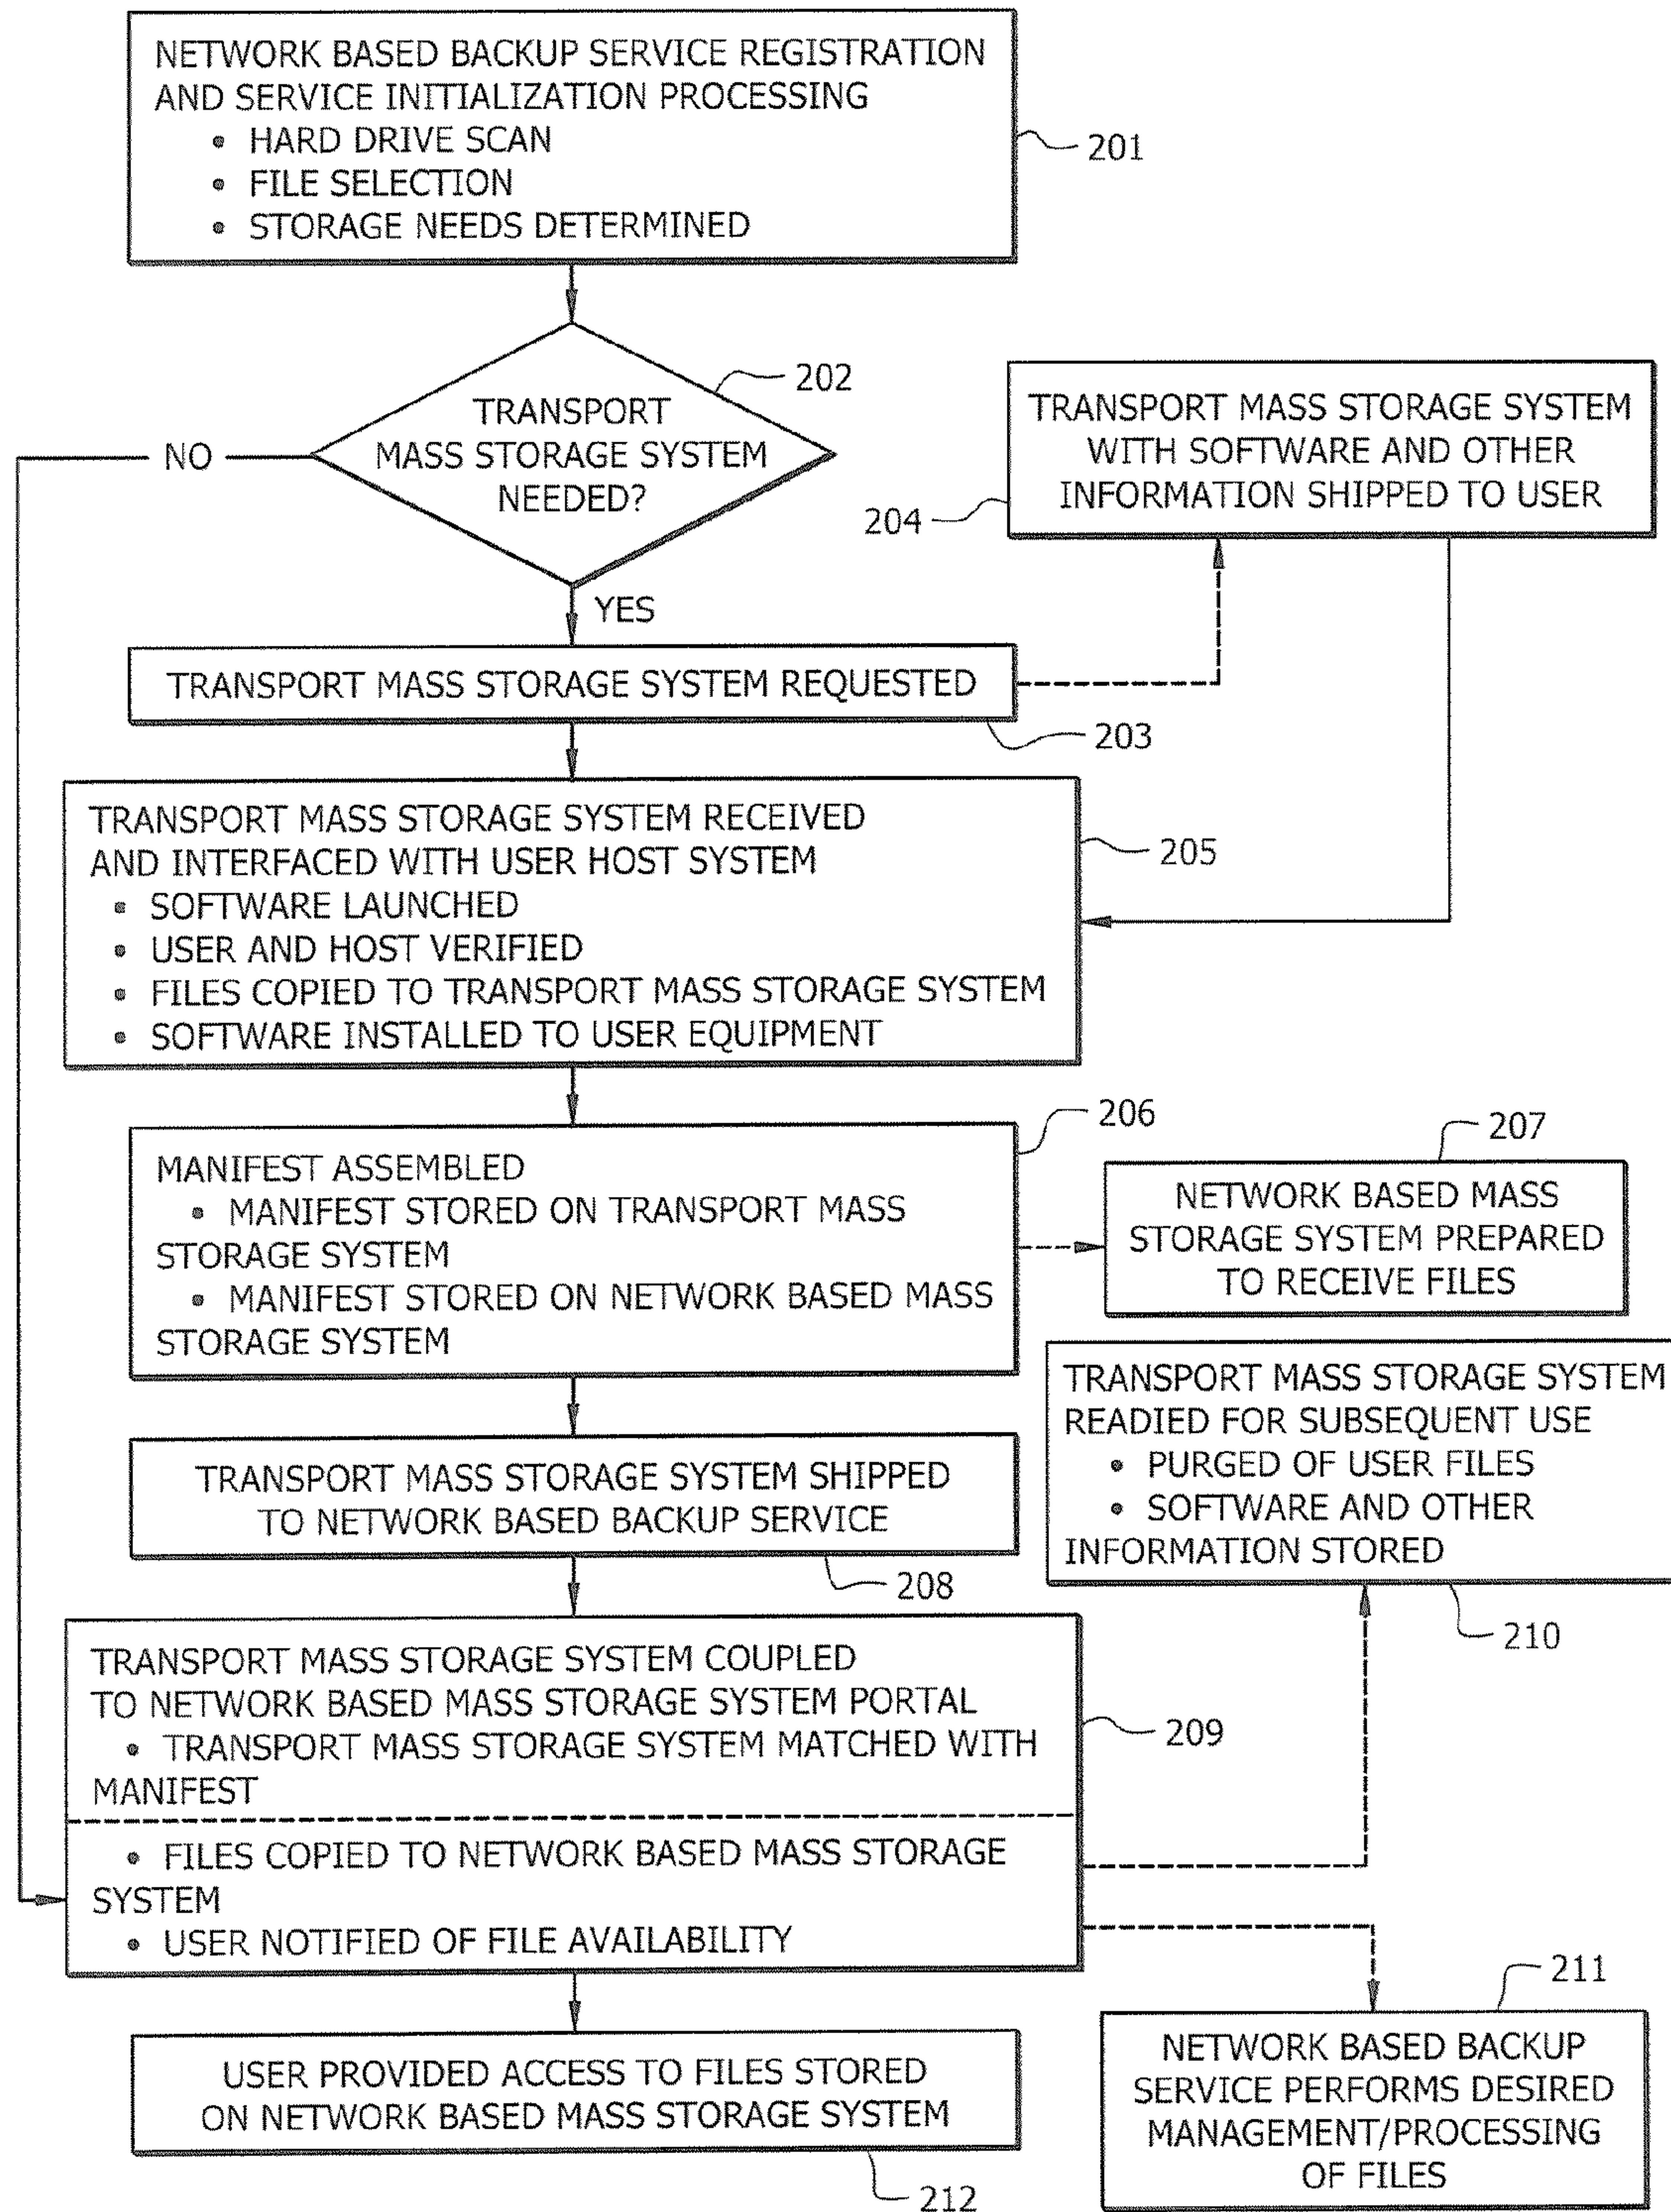 NETWORK BASED BACKUP SERVICE REGISTRATION
AND SERVICE INITIALIZATION PROCESSING
• HARD DRIVE SCAN
• FILE SELECTION
• STORAGE NEEDS DETERMINED
201
202
TRANSPORT
MASS STORAGE SYSTEM
NEEDED?
NO
YES
TRANSPORT MASS STORAGE SYSTEM
WITH SOFTWARE AND OTHER
INFORMATION SHIPPED TO USER
204
TRANSPORT MASS STORAGE SYSTEM REQUESTED
203
TRANSPORT MASS STORAGE SYSTEM RECEIVED
AND INTERFACED WITH USER HOST SYSTEM
• SOFTWARE LAUNCHED
• USER AND HOST VERIFIED
• FILES COPIED TO TRANSPORT MASS STORAGE SYSTEM
• SOFTWARE INSTALLED TO USER EQUIPMENT
205
206
MANIFEST ASSEMBLED
• MANIFEST STORED ON TRANSPORT MASS
STORAGE SYSTEM
• MANIFEST STORED ON NETWORK BASED MASS
STORAGE SYSTEM
207
NETWORK BASED MASS
STORAGE SYSTEM PREPARED
TO RECEIVE FILES
TRANSPORT MASS STORAGE SYSTEM SHIPPED
TO NETWORK BASED BACKUP SERVICE
208
TRANSPORT MASS STORAGE SYSTEM
READIED FOR SUBSEQUENT USE
• PURGED OF USER FILES
• SOFTWARE AND OTHER
INFORMATION STORED
210
TRANSPORT MASS STORAGE SYSTEM COUPLED
TO NETWORK BASED MASS STORAGE SYSTEM PORTAL
• TRANSPORT MASS STORAGE SYSTEM MATCHED WITH
MANIFEST
• FILES COPIED TO NETWORK BASED MASS STORAGE
SYSTEM
• USER NOTIFIED OF FILE AVAILABILITY
209
211
NETWORK BASED BACKUP
SERVICE PERFORMS DESIRED
MANAGEMENT/PROCESSING
OF FILES
USER PROVIDED ACCESS TO FILES STORED
ON NETWORK BASED MASS STORAGE SYSTEM
212